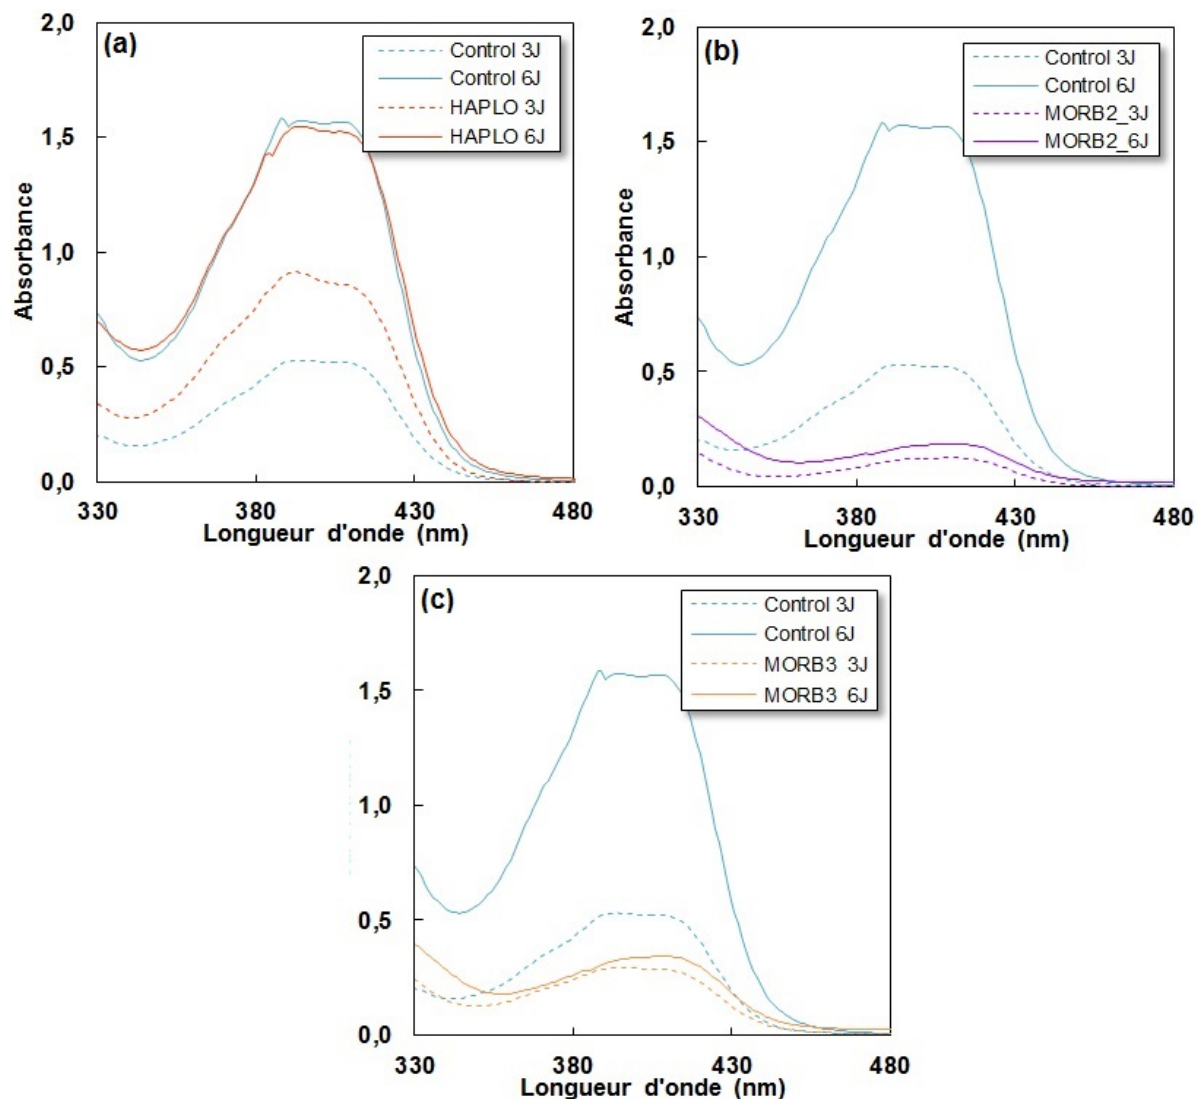 (a)
Control 3J
Control 6J
HAPLO 3J
HAPLO 6J
2,0
1,5
1,0
0,5
0,0
Absorbance
330
380
430
480
Longueur d'onde (nm)
(b)
Control 3J
Control 6J
MORB2_3J
MORB2_6J
2,0
1,5
1,0
0,5
0,0
Absorbance
330
380
430
480
Longueur d'onde (nm)
(c)
Control 3J
Control 6J
MORB3 3J
MORB3 6J
2,0
1,5
1,0
0,5
0,0
Absorbance
330
380
430
480
Longueur d'onde (nm)